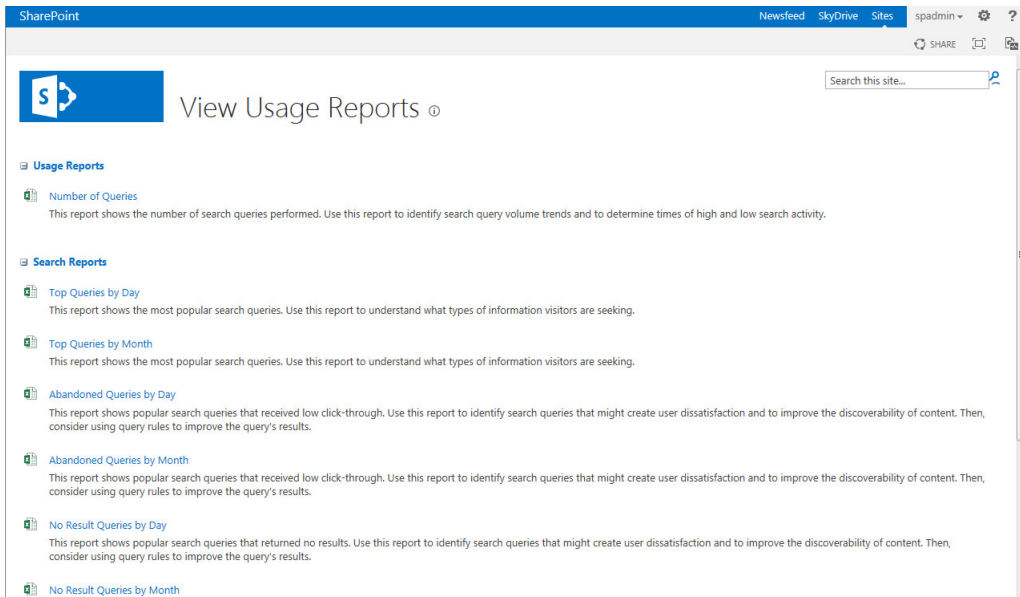 SharePoint
Newsfeed SkyDrive Sites spadmin ?
SHARE
S
Search this site...
View Usage Reports
Usage Reports
Number of Queries
This report shows the number of search queries performed. Use this report to identify search query volume trends and to determine times of high and low search activity.
Search Reports
Top Queries by Day
This report shows the most popular search queries. Use this report to understand what types of information visitors are seeking.
Top Queries by Month
This report shows the most popular search queries. Use this report to understand what types of information visitors are seeking.
Abandoned Queries by Day
This report shows popular search queries that received low click-through. Use this report to identify search queries that might create user dissatisfaction and to improve the discoverability of content. Then,
consider using query rules to improve the query's results.
Abandoned Queries by Month
This report shows popular search queries that received low click-through. Use this report to identify search queries that might create user dissatisfaction and to improve the discoverability of content. Then,
consider using query rules to improve the query's results.
No Result Queries by Day
This report shows popular search queries that returned no results. Use this report to identify search queries that might create user dissatisfaction and to improve the discoverability of content. Then,
consider using query rules to improve the query's results.
No Result Queries by Month